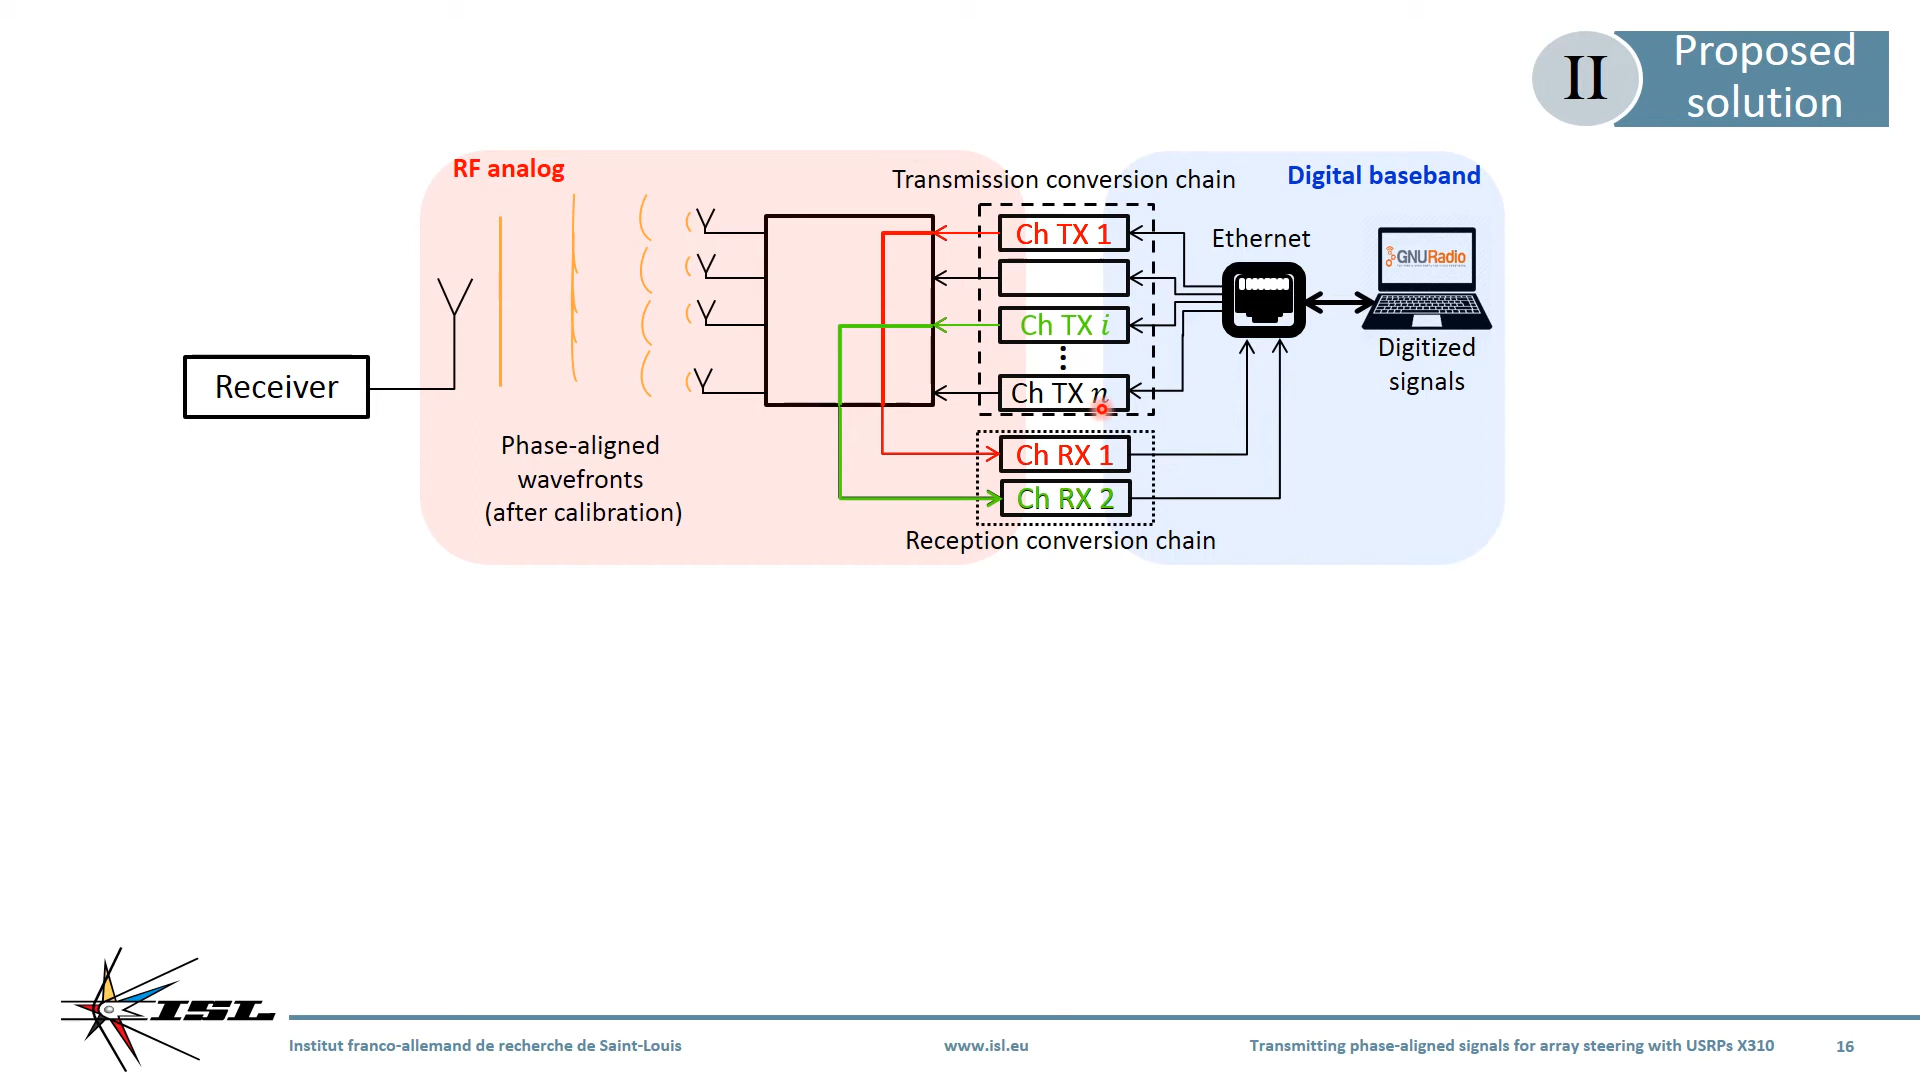 II
Proposed
solution
RF analog
Transmission conversion chain
Digital baseband
Ch TX 1
Ethernet
GNURadio
Ch TX i
Digitized
signals
Receiver
Ch TX n
Phase-aligned
wavefronts
(after calibration)
Ch RX 1
Ch RX 2
Reception conversion chain
ISL
Institut franco-allemand de recherche de Saint-Louis
www.isl.eu
Transmitting phase-aligned signals for array steering with USRPs X310
16